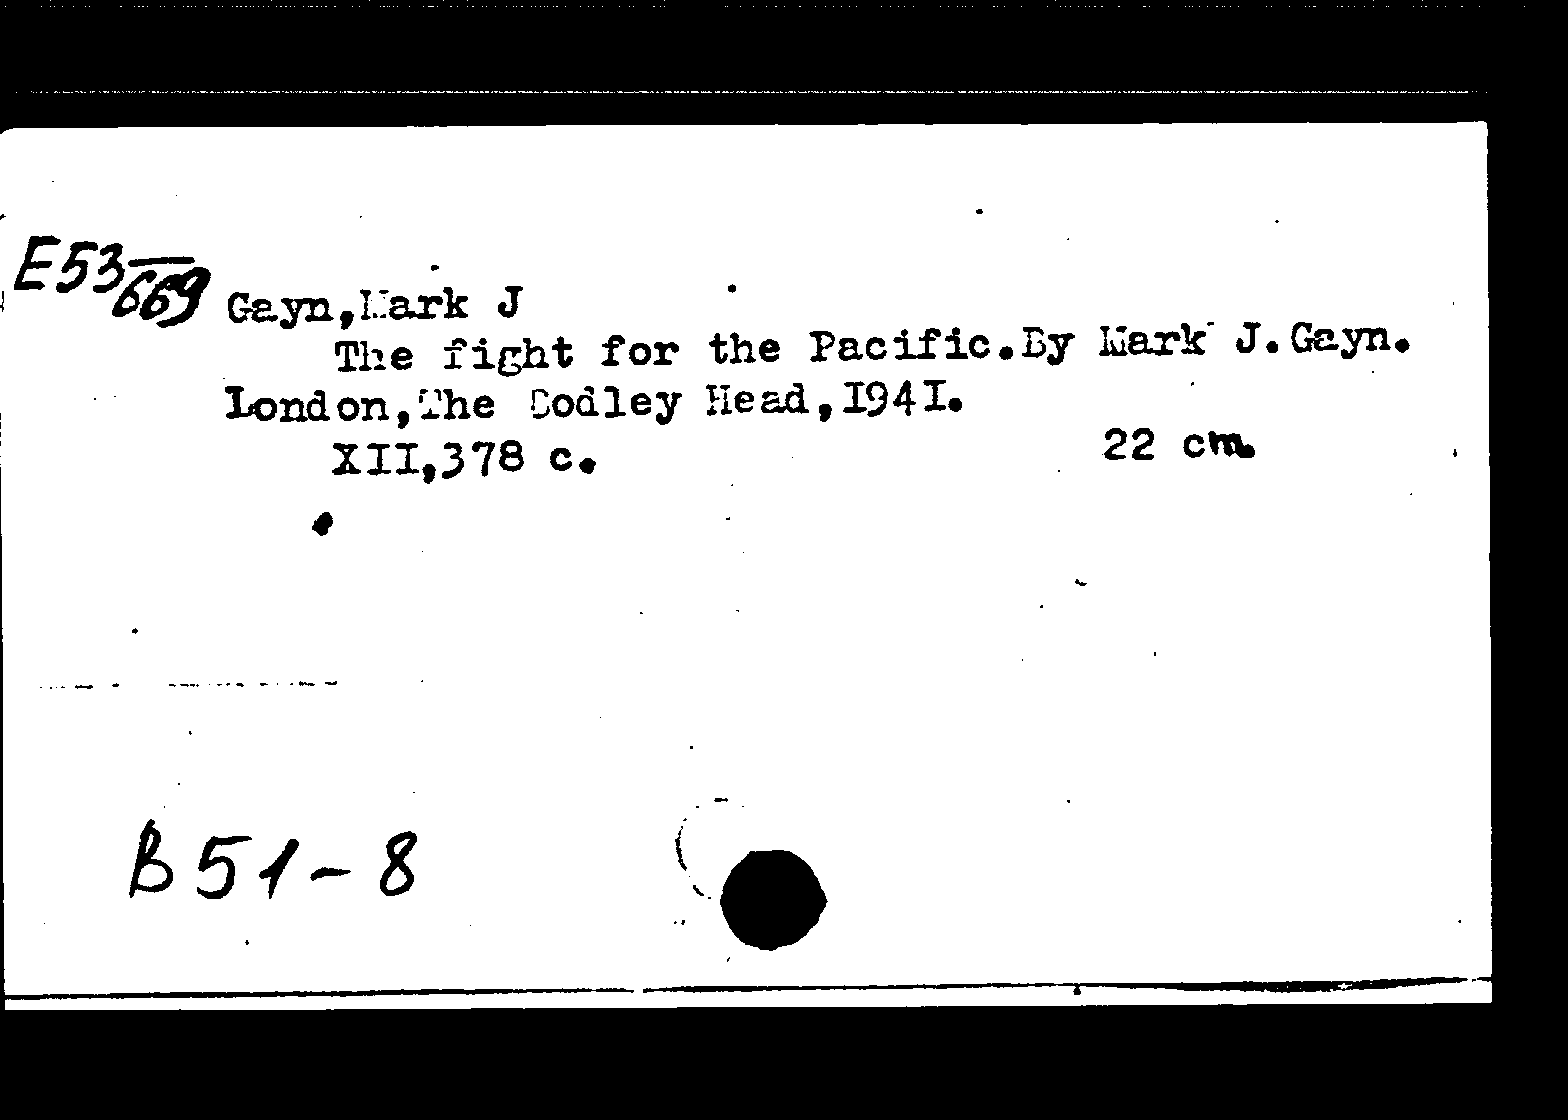 E53/669
Gayn,Mark J
The fight for the Pacific.By Mark J.Gayn.
London,The Bodley Head,I94I.
XII,378 c. 22 cm.
B51-8